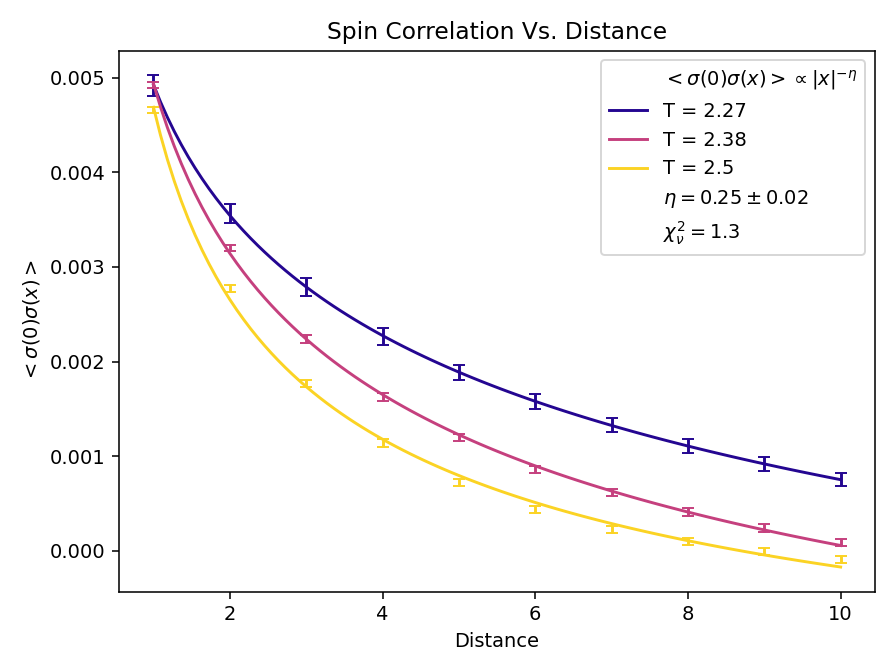 Spin Correlation Vs. Distance
< σ(0)σ(x) > ∝ |x|^{−η}
T = 2.27
T = 2.38
T = 2.5
η = 0.25 ± 0.02
χ²_ν = 1.3
< σ(0)σ(x) >
0.005
0.004
0.003
0.002
0.001
0.000
2 4 6 8 10
Distance